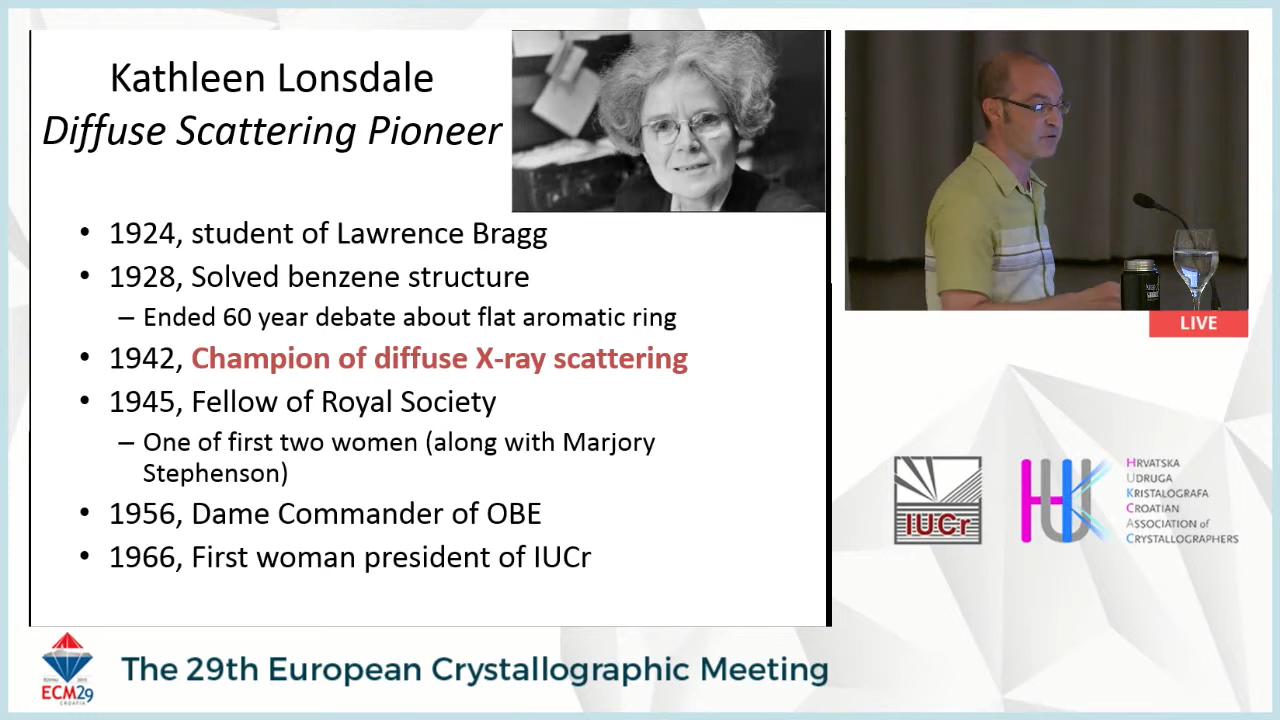 Kathleen Lonsdale
Diffuse Scattering Pioneer
• 1924, student of Lawrence Bragg
• 1928, Solved benzene structure
– Ended 60 year debate about flat aromatic ring
• 1942, Champion of diffuse X-ray scattering
• 1945, Fellow of Royal Society
– One of first two women (along with Marjory
Stephenson)
• 1956, Dame Commander of OBE
• 1966, First woman president of IUCr
LIVE
IUCr
HUK
HRVATSKA
UDRUGA
KRISTALOGRAFA
CROATIAN
ASSOCIATION of
CRYSTALLOGRAPHERS
ECM29
CROATIA
The 29th European Crystallographic Meeting